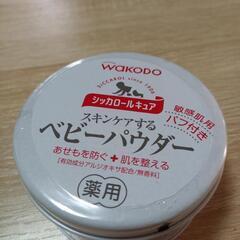 SICCAROL since 1906
wakodo
シッカロールキュア
敏感肌用
パフ付き
スキンケアする
ベビーパウダー
あせもを防ぐ+肌を整える
[有効成分アルジオキサ配合/無香料]
薬用